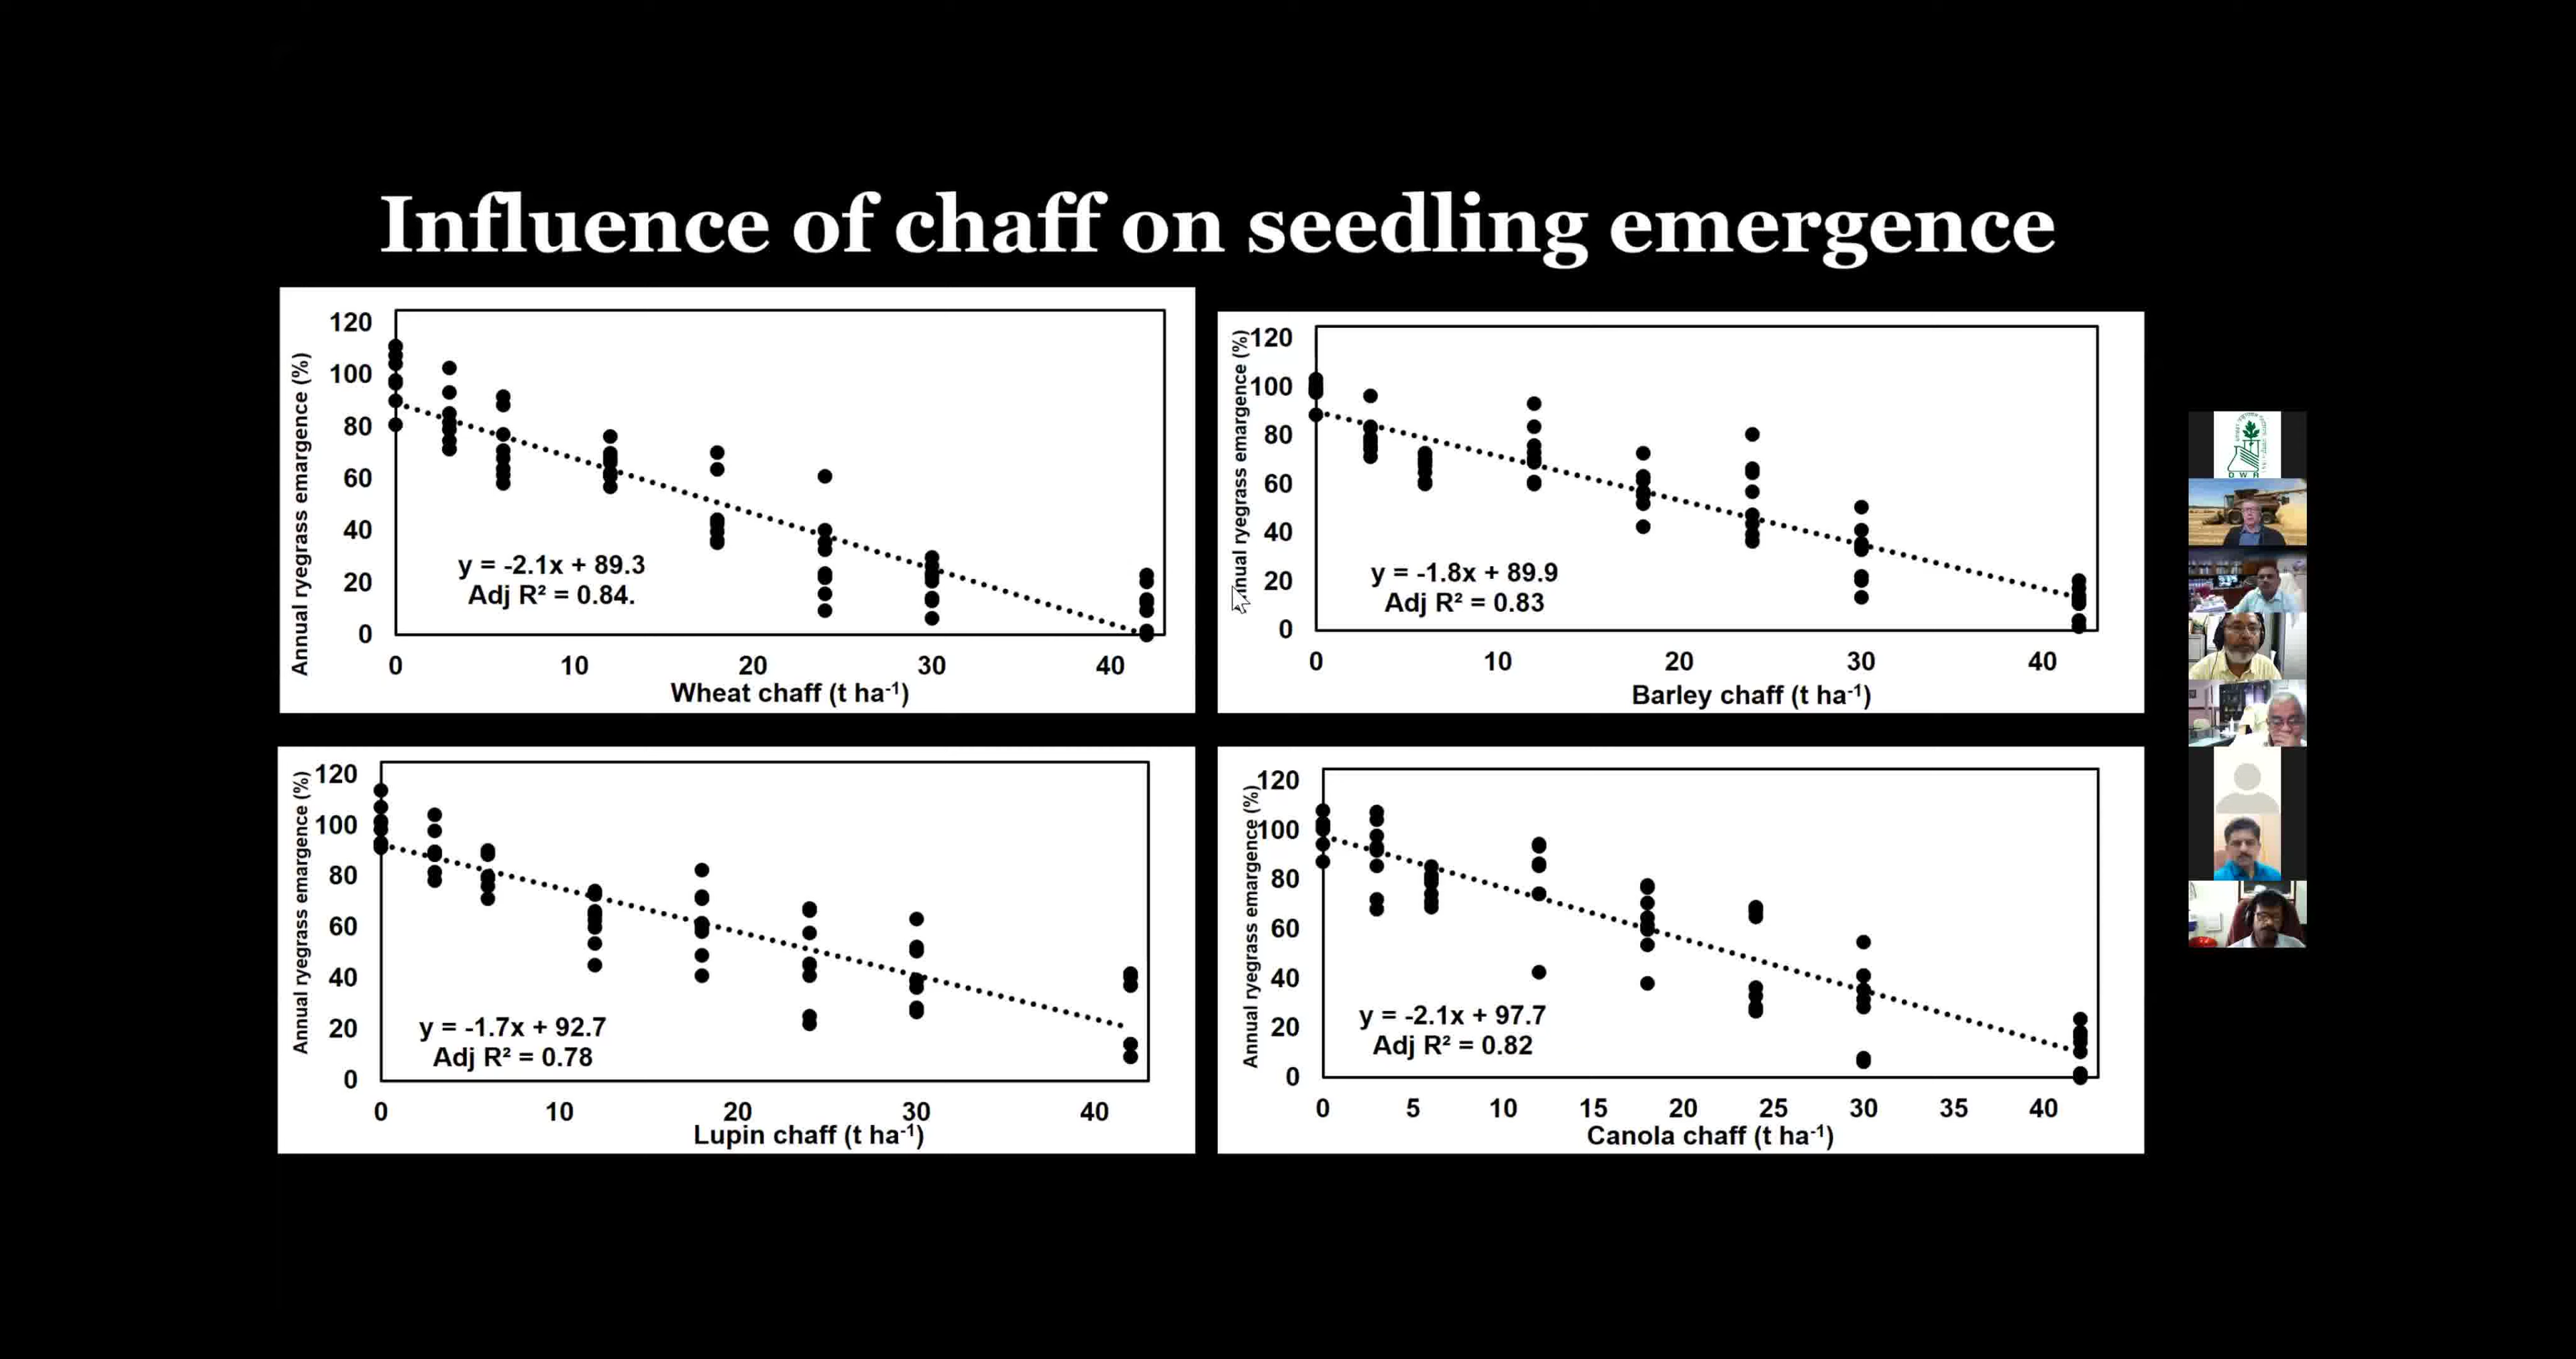 Influence of chaff on seedling emergence
Annual ryegrass emargence (%)
120
100
80
60
40
20
0
y = -2.1x + 89.3
Adj R² = 0.84.
0 10 20 30 40
Wheat chaff (t ha⁻¹)
nual ryegrass emargence (%)
120
100
80
60
40
20
0
y = -1.8x + 89.9
Adj R² = 0.83
0 10 20 30 40
Barley chaff (t ha⁻¹)
Annual ryegrass emargence (%)
120
100
80
60
40
20
0
y = -1.7x + 92.7
Adj R² = 0.78
0 10 20 30 40
Lupin chaff (t ha⁻¹)
Annual ryegrass emargence (%)
120
100
80
60
40
20
0
y = -2.1x + 97.7
Adj R² = 0.82
0 5 10 15 20 25 30 35 40
Canola chaff (t ha⁻¹)
D W R